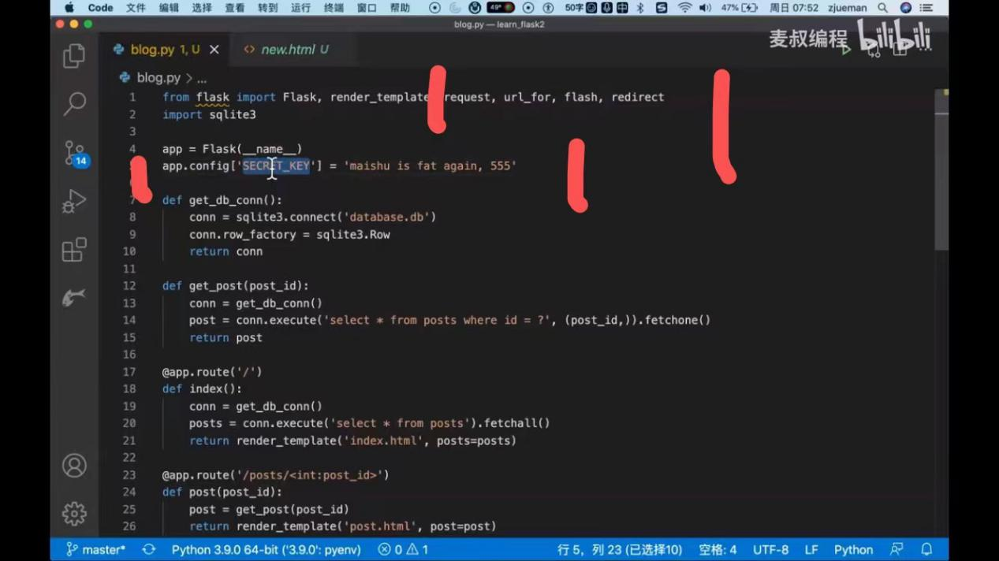 Code 文件 编辑 选择 查看 转到 运行 终端 窗口 帮助 49° 50字 中 47% 周日 07:52 zjueman
blog.py — learn_flask2
麦叔编程 bilibili
blog.py 1, U new.html U
blog.py > ...
1 from flask import Flask, render_template request, url_for, flash, redirect
2 import sqlite3
3
4 app = Flask(__name__)
app.config['SECRET_KEY'] = 'maishu is fat again, 555'
14
7 def get_db_conn():
8 conn = sqlite3.connect('database.db')
9 conn.row_factory = sqlite3.Row
10 return conn
11
12 def get_post(post_id):
13 conn = get_db_conn()
14 post = conn.execute('select * from posts where id = ?', (post_id,)).fetchone()
15 return post
16
17 @app.route('/')
18 def index():
19 conn = get_db_conn()
20 posts = conn.execute('select * from posts').fetchall()
21 return render_template('index.html', posts=posts)
22
23 @app.route('/posts/<int:post_id>')
24 def post(post_id):
25 post = get_post(post_id)
26 return render_template('post.html', post=post)
master* Python 3.9.0 64-bit ('3.9.0': pyenv) 0 1 行 5，列 23 (已选择10) 空格: 4 UTF-8 LF Python